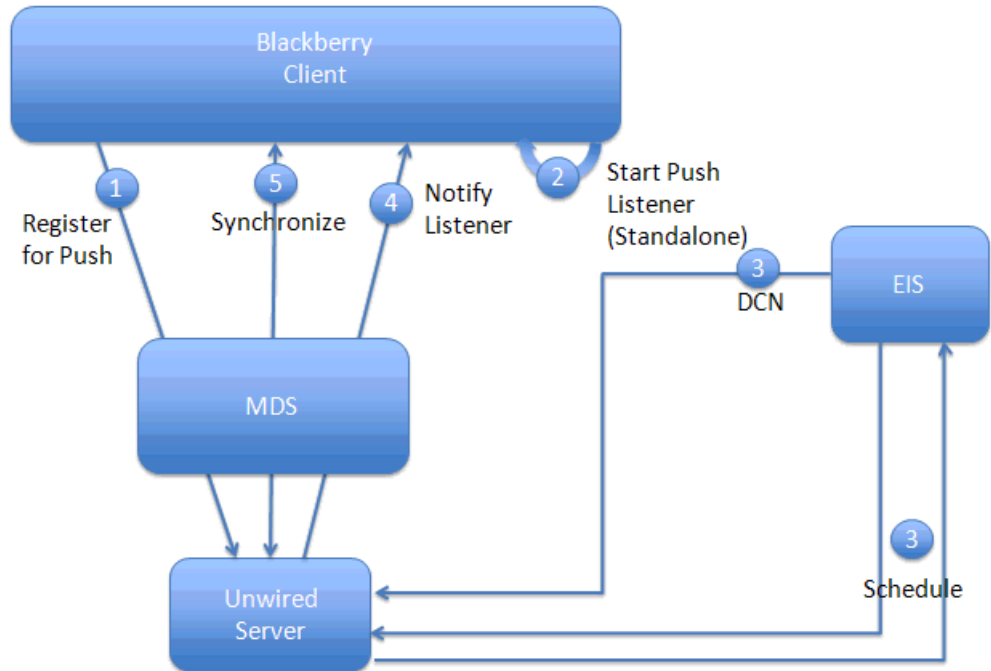 Blackberry
Client
1
Register
for Push
5
Synchronize
4
Notify
Listener
2
Start Push
Listener
(Standalone)
3
DCN
EIS
MDS
3
Schedule
Unwired
Server